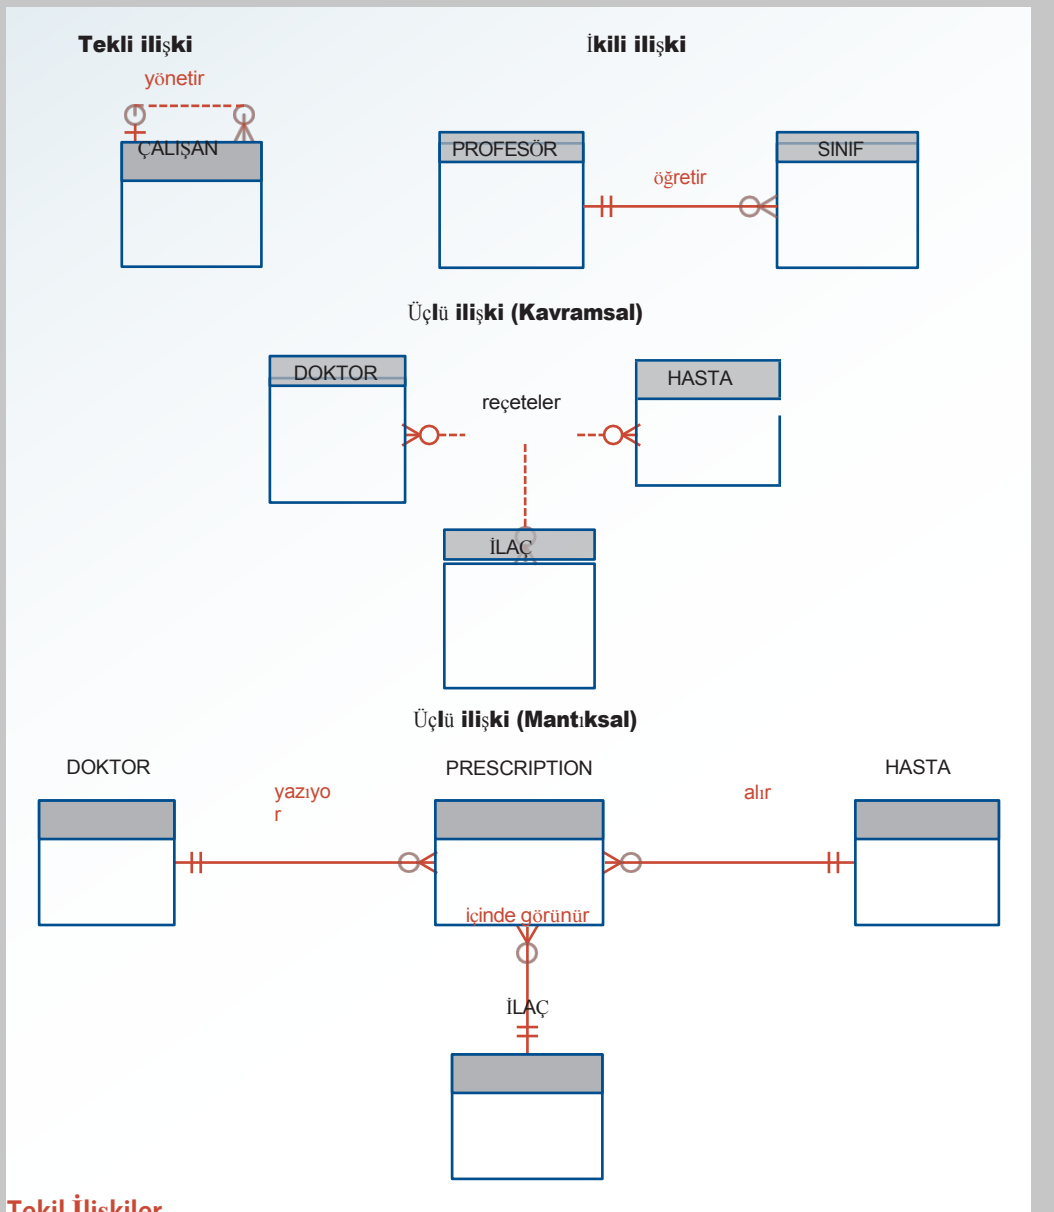 Tekli ilişki
İkili ilişki
yönetir
ÇALIŞAN
PROFESÖR
SINIF
öğretir
Üçlü ilişki (Kavramsal)
DOKTOR
reçeteler
HASTA
İLAÇ
Üçlü ilişki (Mantıksal)
DOKTOR
PRESCRIPTION
HASTA
yazıyo
r
alır
içinde görünür
İLAÇ
Tekil İlişkiler